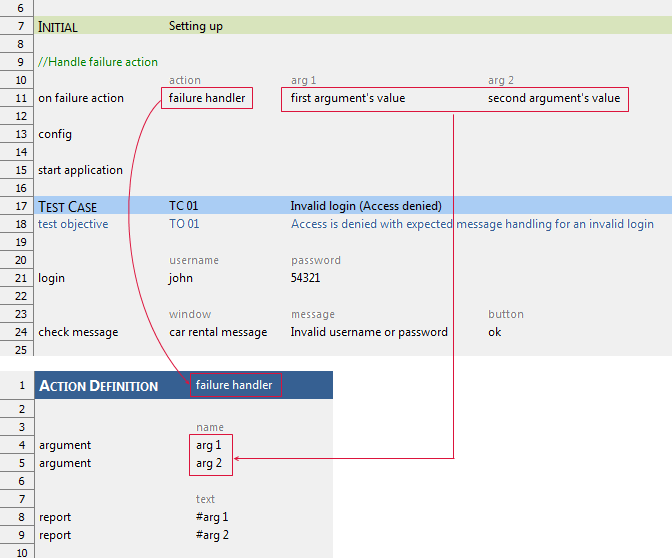 6
7 INITIAL Setting up
8
9 //Handle failure action
10 action arg 1 arg 2
11 on failure action failure handler first argument's value second argument's value
12
13 config
14
15 start application
16
17 TEST CASE TC 01 Invalid login (Access denied)
18 test objective TO 01 Access is denied with expected message handling for an invalid login
19
20 username password
21 login john 54321
22
23 window message button
24 check message car rental message Invalid username or password ok
25
1 ACTION DEFINITION failure handler
2
3 name
4 argument arg 1
5 argument arg 2
6
7 text
8 report #arg 1
9 report #arg 2
10